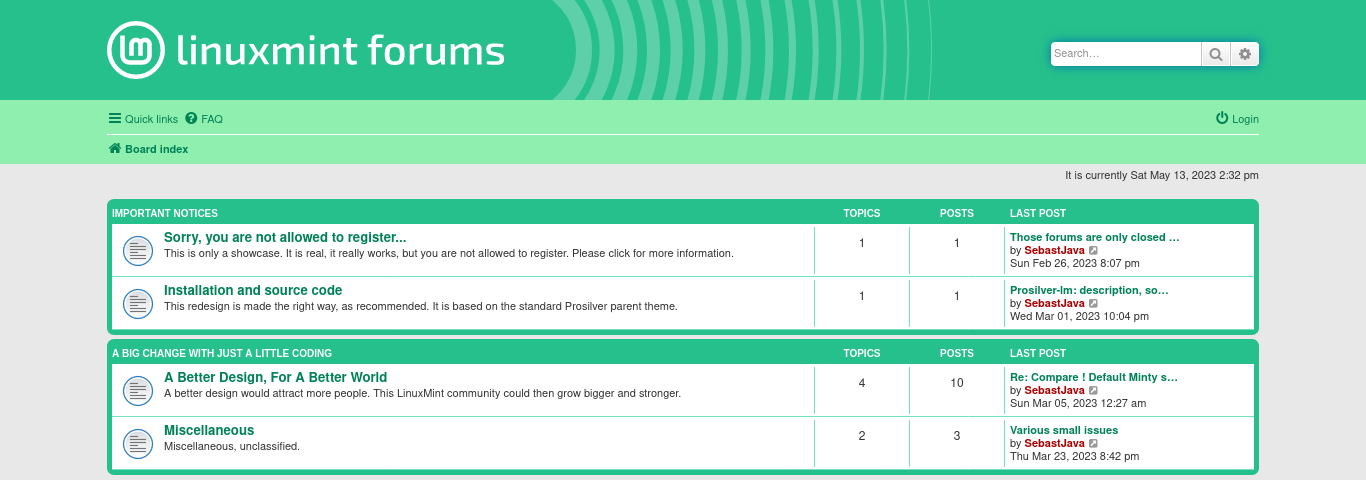 linuxmint forums
Search…
Quick links FAQ Login
Board index
It is currently Sat May 13, 2023 2:32 pm
IMPORTANT NOTICES TOPICS POSTS LAST POST
Sorry, you are not allowed to register...
This is only a showcase. It is real, it really works, but you are not allowed to register. Please click for more information.
1 1
Those forums are only closed …
by SebastJava
Sun Feb 26, 2023 8:07 pm
Installation and source code
This redesign is made the right way, as recommended. It is based on the standard Prosilver parent theme.
1 1
Prosilver-lm: description, so…
by SebastJava
Wed Mar 01, 2023 10:04 pm
A BIG CHANGE WITH JUST A LITTLE CODING TOPICS POSTS LAST POST
A Better Design, For A Better World
A better design would attract more people. This LinuxMint community could then grow bigger and stronger.
4 10
Re: Compare ! Default Minty s…
by SebastJava
Sun Mar 05, 2023 12:27 am
Miscellaneous
Miscellaneous, unclassified.
2 3
Various small issues
by SebastJava
Thu Mar 23, 2023 8:42 pm